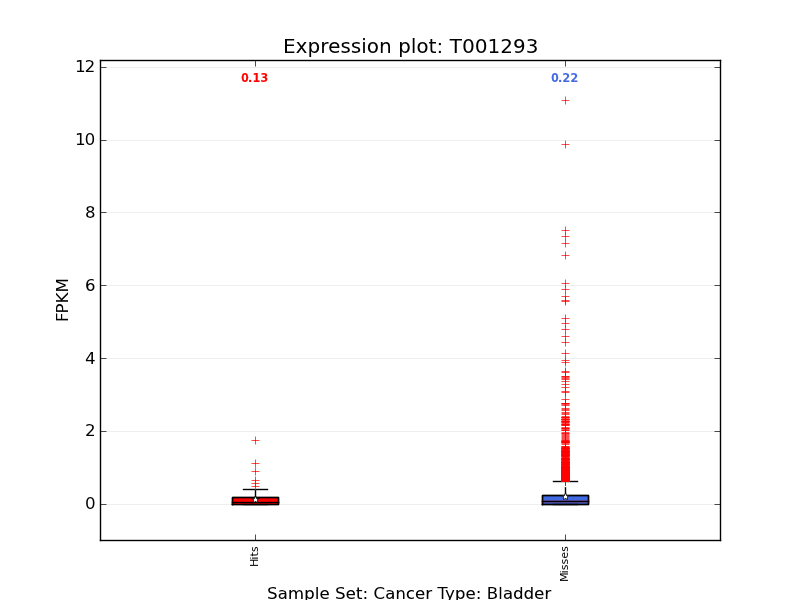 Expression plot: T001293
12
0.13
0.22
10
8
6
4
2
0
FPKM
Hits
Misses
Sample Set: Cancer Type: Bladder